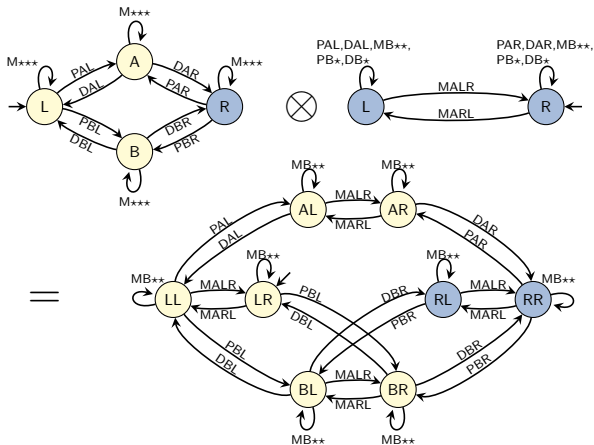 M⋆⋆⋆
A
PAL
DAL
DAR
PAR
M⋆⋆⋆
L
M⋆⋆⋆
R
PBL
DBL
DBR
PBR
B
M⋆⋆⋆
⊗
PAL,DAL,MB⋆⋆,
PB⋆,DB⋆
L
MALR
MARL
PAR,DAR,MB⋆⋆,
PB⋆,DB⋆
R
=
MB⋆⋆
AL
MALR
MARL
MB⋆⋆
AR
PAL
DAL
DAR
PAR
MB⋆⋆
LL
MALR
MARL
MB⋆⋆
LR
PBL
DBL
DBR
PBR
MB⋆⋆
RL
MALR
MARL
MB⋆⋆
RR
PBL
DBL
DBR
PBR
BL
MALR
MARL
BR
MB⋆⋆
MB⋆⋆